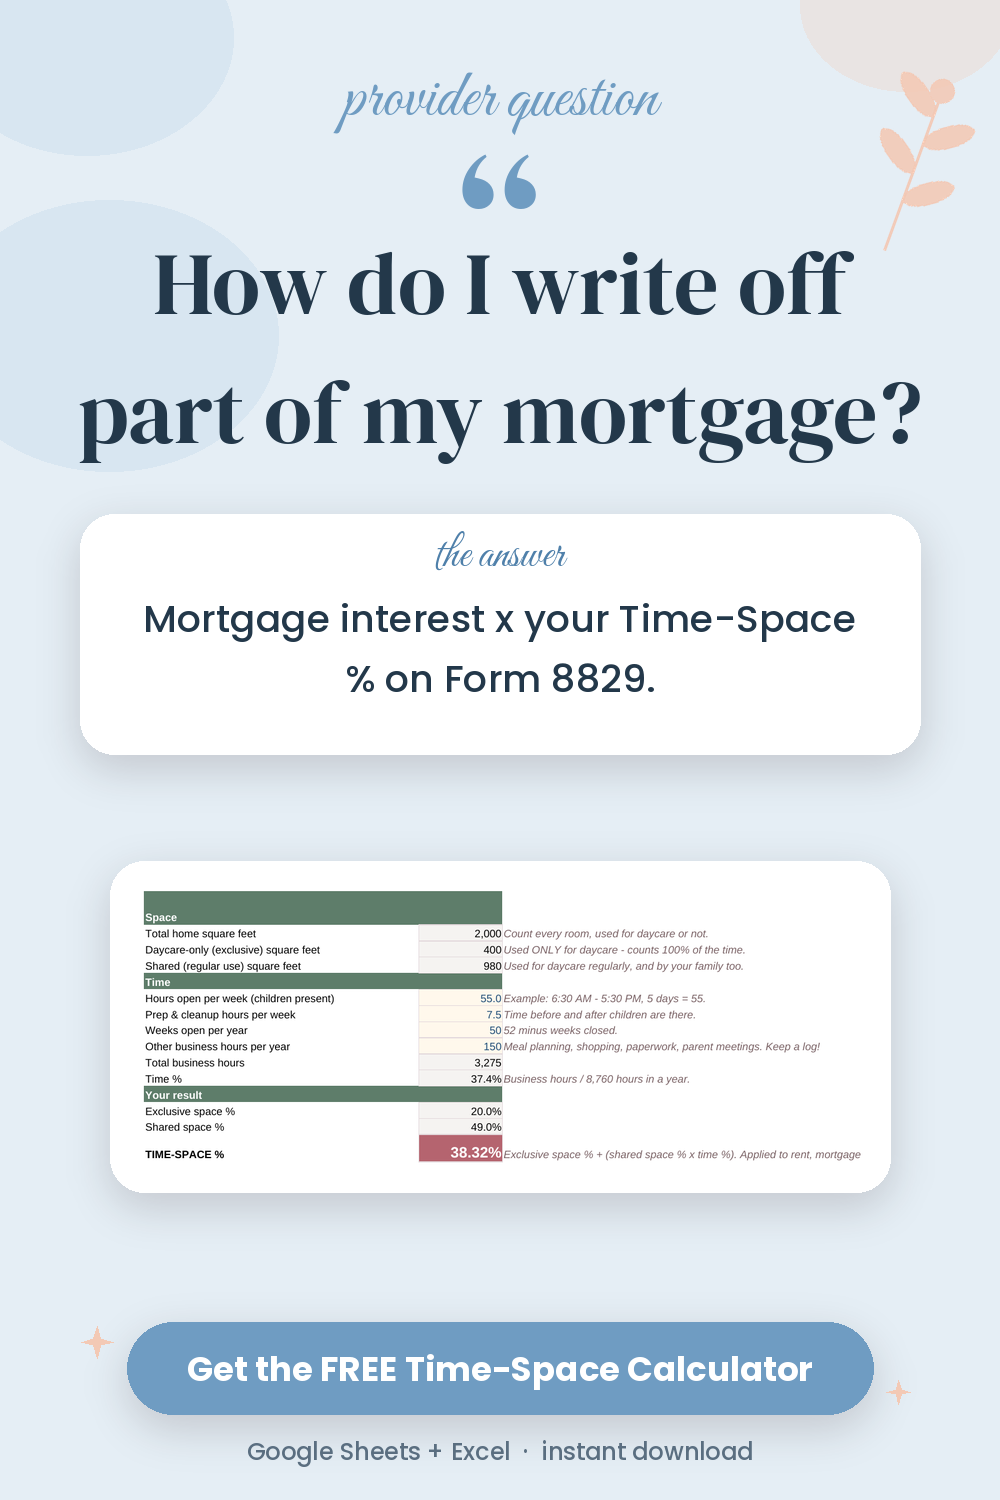 provider question
“
How do I write off
part of my mortgage?
the answer
Mortgage interest x your Time-Space
% on Form 8829.
Space
Total home square feet 2,000 Count every room, used for daycare or not.
Daycare-only (exclusive) square feet 400 Used ONLY for daycare - counts 100% of the time.
Shared (regular use) square feet 980 Used for daycare regularly, and by your family too.
Time
Hours open per week (children present) 55.0 Example: 6:30 AM - 5:30 PM, 5 days = 55.
Prep & cleanup hours per week 7.5 Time before and after children are there.
Weeks open per year 50 52 minus weeks closed.
Other business hours per year 150 Meal planning, shopping, paperwork, parent meetings. Keep a log!
Total business hours 3,275
Time % 37.4% Business hours / 8,760 hours in a year.
Your result
Exclusive space % 20.0%
Shared space % 49.0%
TIME-SPACE % 38.32% Exclusive space % + (shared space % x time %). Applied to rent, mortgage
Get the FREE Time-Space Calculator
Google Sheets + Excel · instant download